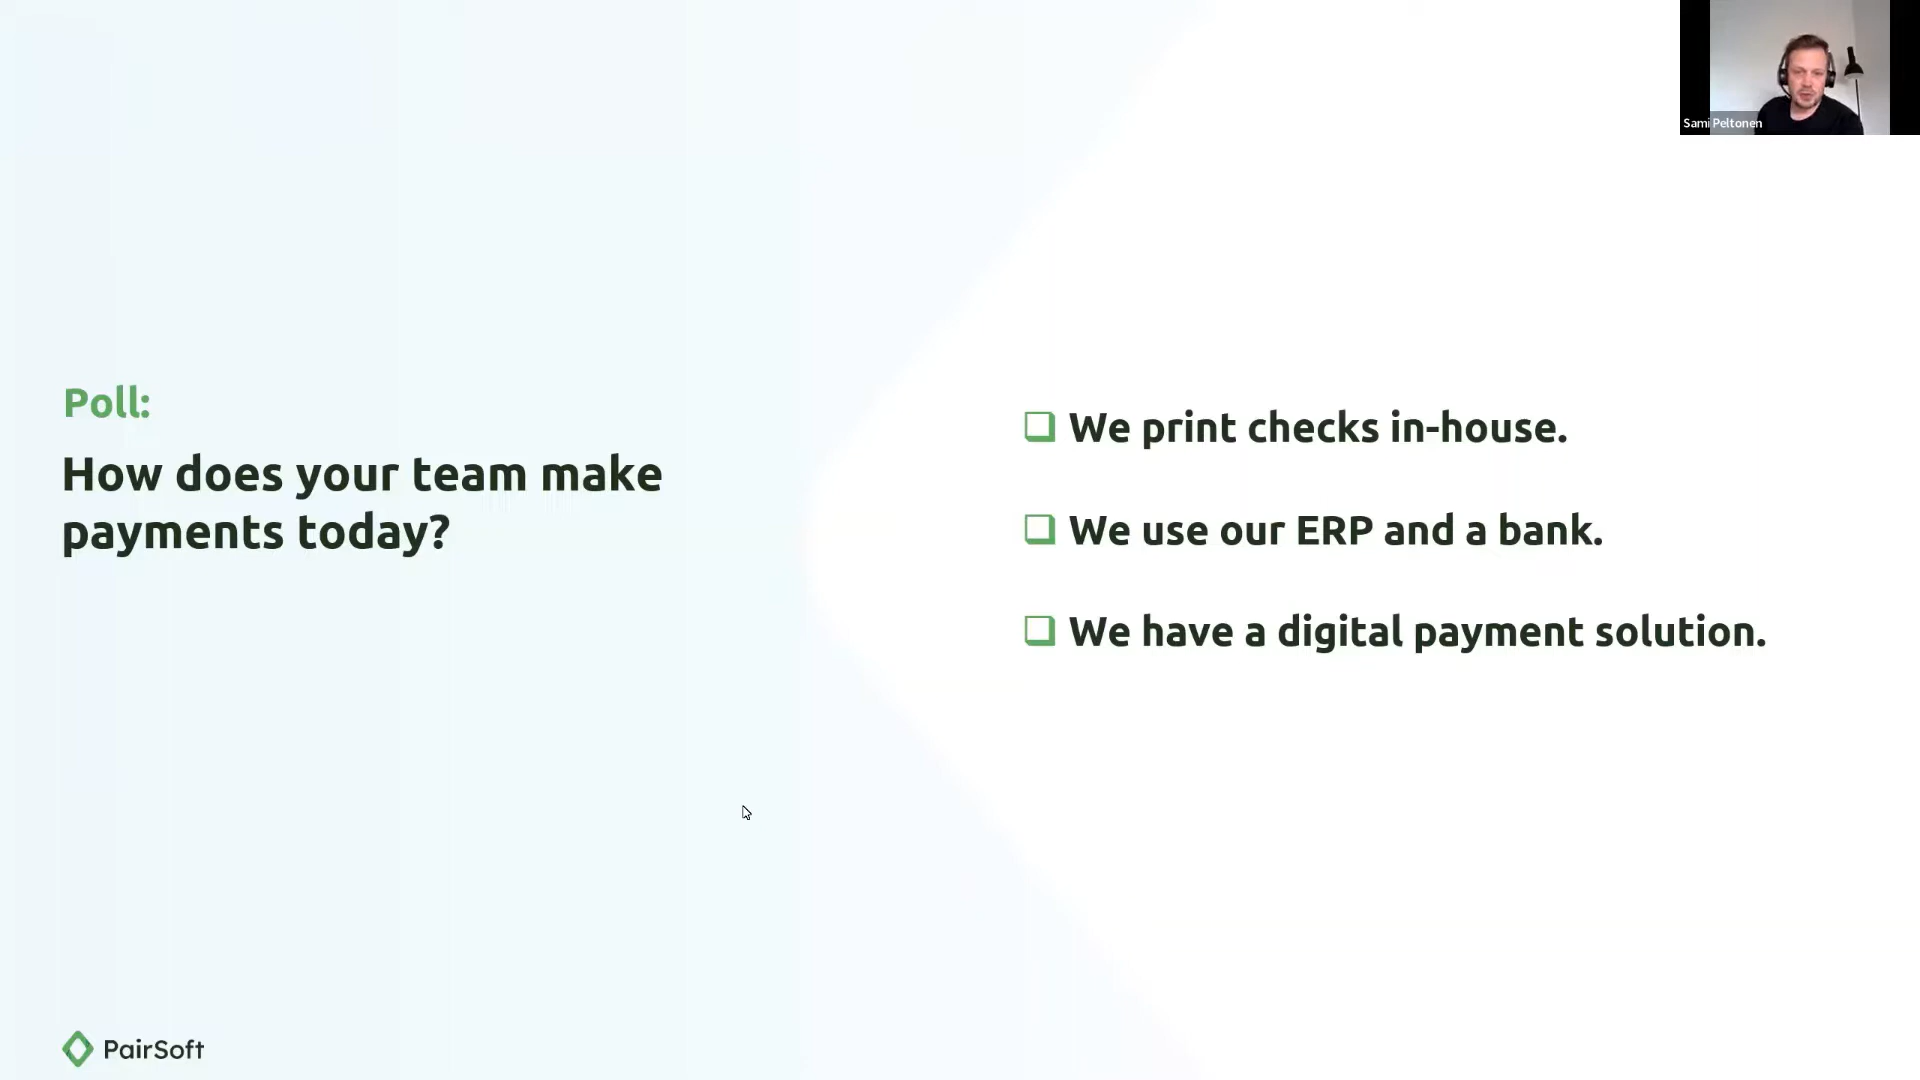 Sami Peltonen
Poll:
How does your team make
payments today?
We print checks in-house.
We use our ERP and a bank.
We have a digital payment solution.
PairSoft